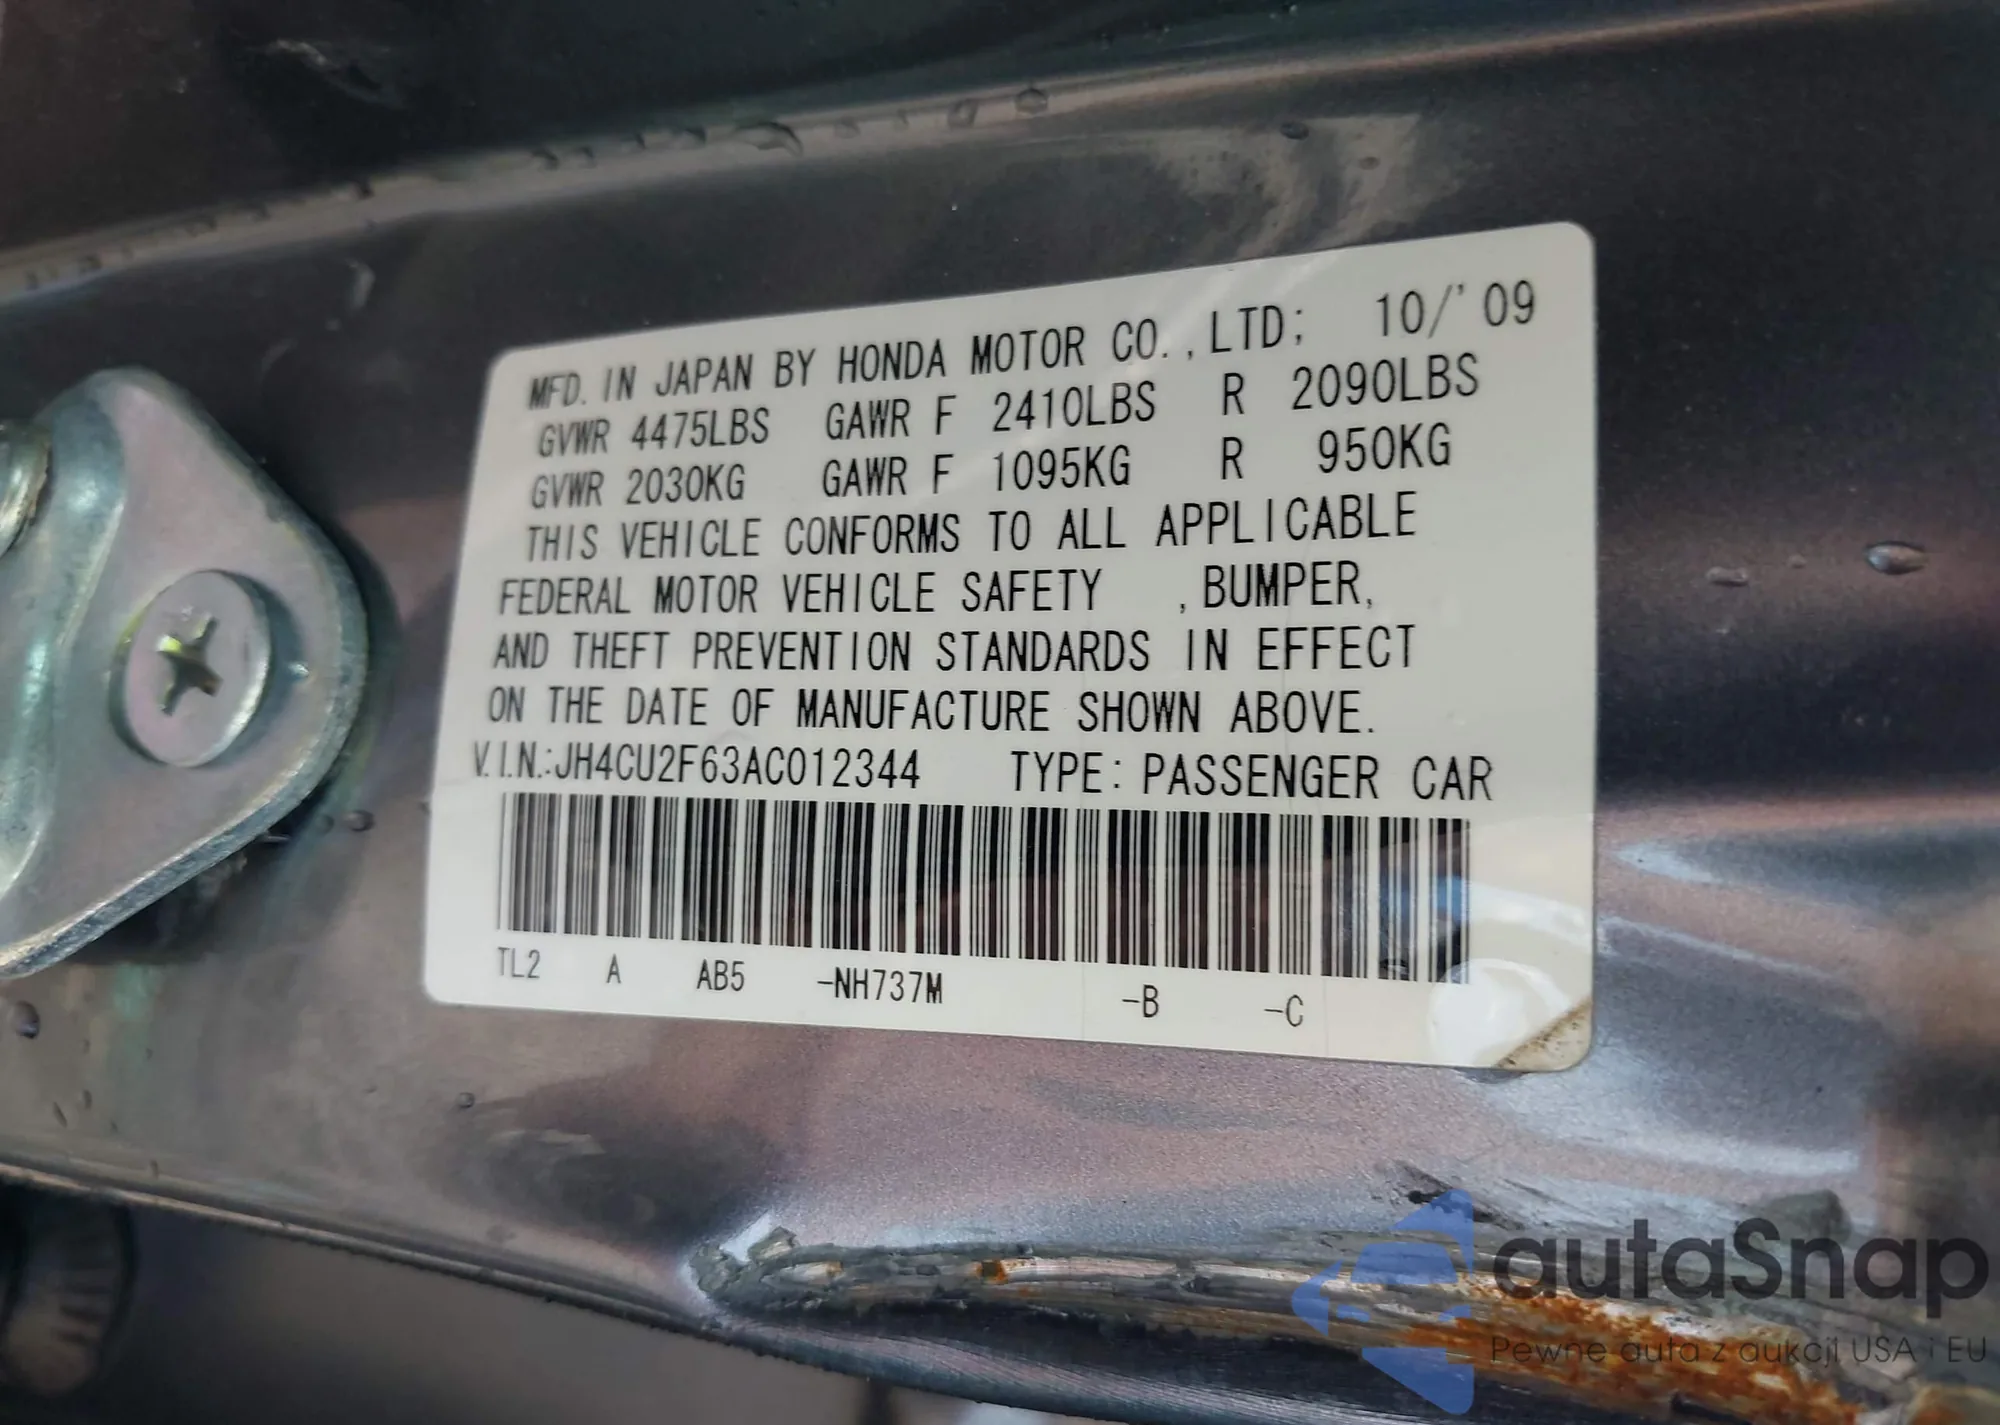 MFD. IN JAPAN BY HONDA MOTOR CO.,LTD; 10/'09
GVWR 4475LBS GAWR F 2410LBS R 2090LBS
GVWR 2030KG GAWR F 1095KG R 950KG
THIS VEHICLE CONFORMS TO ALL APPLICABLE
FEDERAL MOTOR VEHICLE SAFETY ,BUMPER,
AND THEFT PREVENTION STANDARDS IN EFFECT
ON THE DATE OF MANUFACTURE SHOWN ABOVE.
V.I.N.:JH4CU2F63AC012344 TYPE: PASSENGER CAR
TL2 A AB5 -NH737M -B -C
autaSnap
Pewne auta z aukcji USA i EU